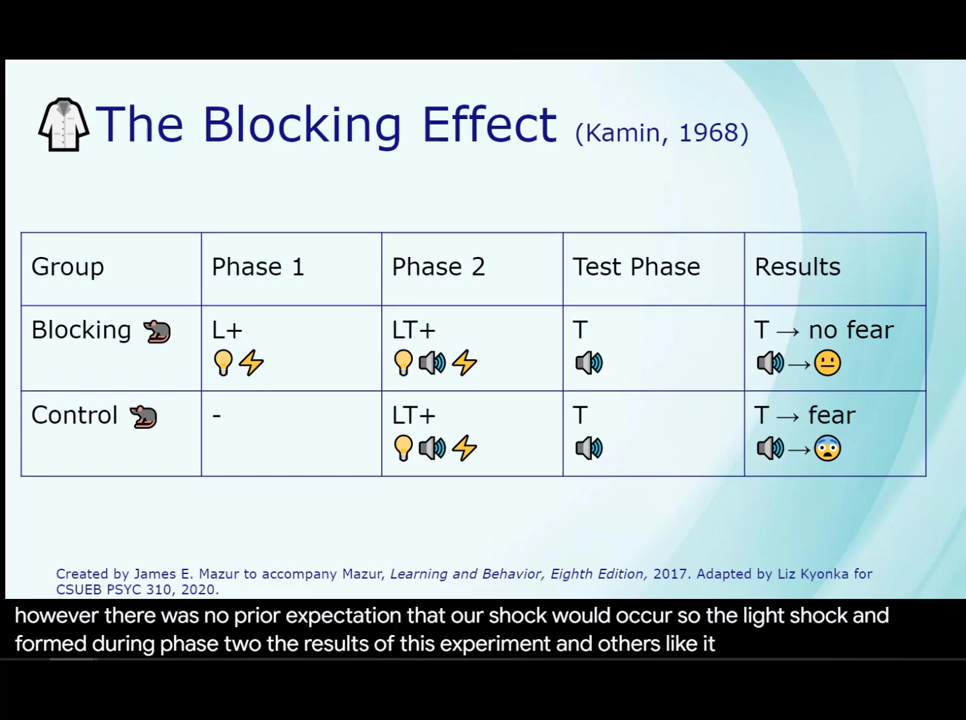 The Blocking Effect (Kamin, 1968)
Group Phase 1 Phase 2 Test Phase Results
Blocking L+ LT+ T T → no fear
→
Control - LT+ T T → fear
→
Created by James E. Mazur to accompany Mazur, Learning and Behavior, Eighth Edition, 2017. Adapted by Liz Kyonka for
CSUEB PSYC 310, 2020.
however there was no prior expectation that our shock would occur so the light shock and
formed during phase two the results of this experiment and others like it